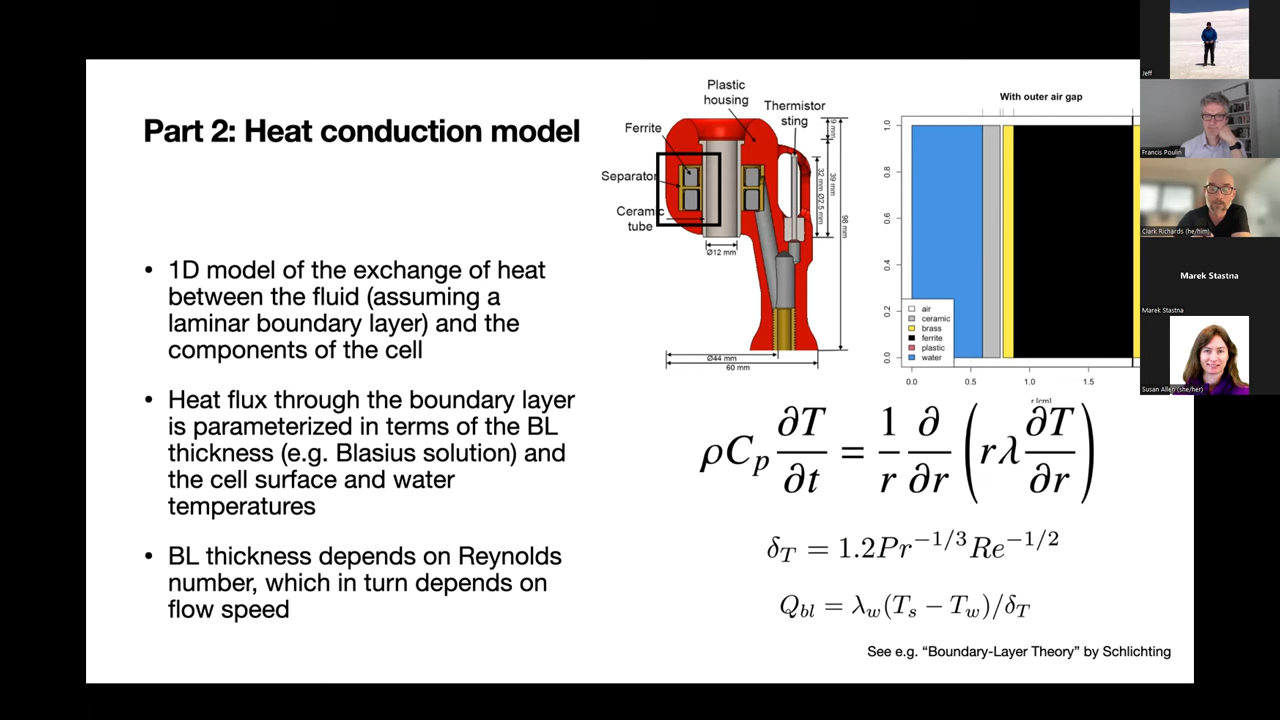 Part 2: Heat conduction model
• 1D model of the exchange of heat
between the fluid (assuming a
laminar boundary layer) and the
components of the cell
• Heat flux through the boundary layer
is parameterized in terms of the BL
thickness (e.g. Blasius solution) and
the cell surface and water
temperatures
• BL thickness depends on Reynolds
number, which in turn depends on
flow speed
Plastic
housing
Thermistor
sting
Ferrite
Separator
Ceramic
tube
9 mm
32 mm Ø2.5 mm
39 mm
98 mm
Ø12 mm
Ø44 mm
60 mm
With outer air gap
1.0
0.8
0.6
0.4
0.2
0.0
air
ceramic
brass
ferrite
plastic
water
0.0 0.5 1.0 1.5
r [cm]
ρC_p ∂T/∂t = 1/r ∂/∂r (rλ ∂T/∂r)
δ_T = 1.2Pr^{-1/3}Re^{-1/2}
Q_{bl} = λ_w(T_s − T_w)/δ_T
See e.g. “Boundary-Layer Theory” by Schlichting
Jeff
Francis Poulin
Clark Richards (he/him)
Marek Stastna
Marek Stastna
Susan Allen (she/her)